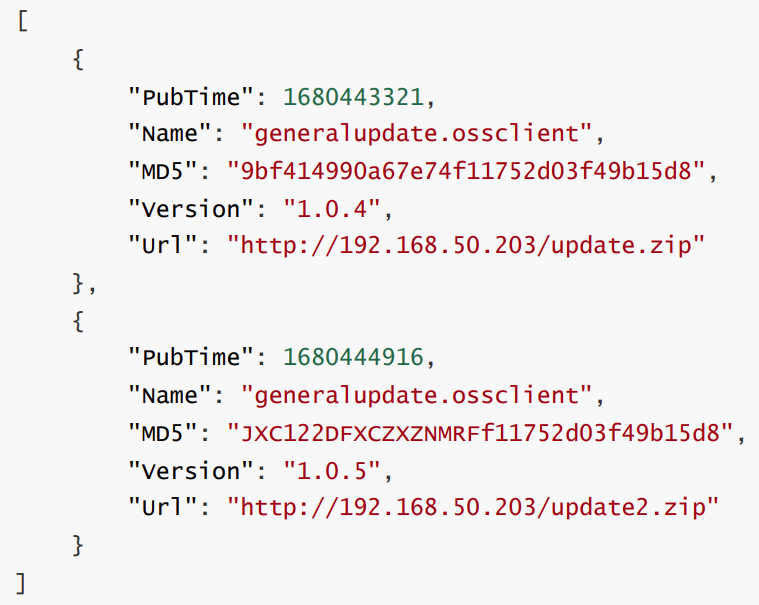 [
{
"PubTime": 1680443321,
"Name": "generalupdate.ossclient",
"MD5": "9bf414990a67e74f11752d03f49b15d8",
"Version": "1.0.4",
"Url": "http://192.168.50.203/update.zip"
},
{
"PubTime": 1680444916,
"Name": "generalupdate.ossclient",
"MD5": "JXC122DFXCZXZNMRFf11752d03f49b15d8",
"Version": "1.0.5",
"Url": "http://192.168.50.203/update2.zip"
}
]